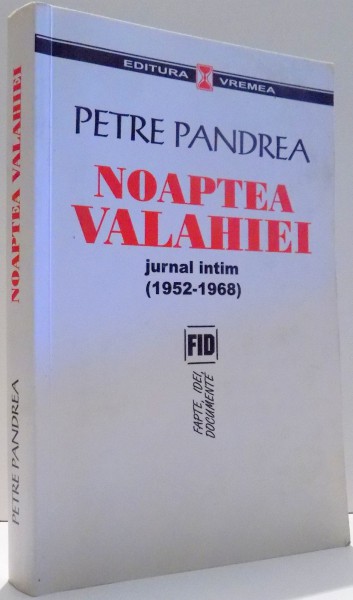 EDITURA VREMEA
PETRE PANDREA
NOAPTEA
VALAHIEI
jurnal intim
(1952-1968)
FID
FAPTE, IDEI,
DOCUMENTE
NOAPTEA VALAHIEI
PETRE PANDREA